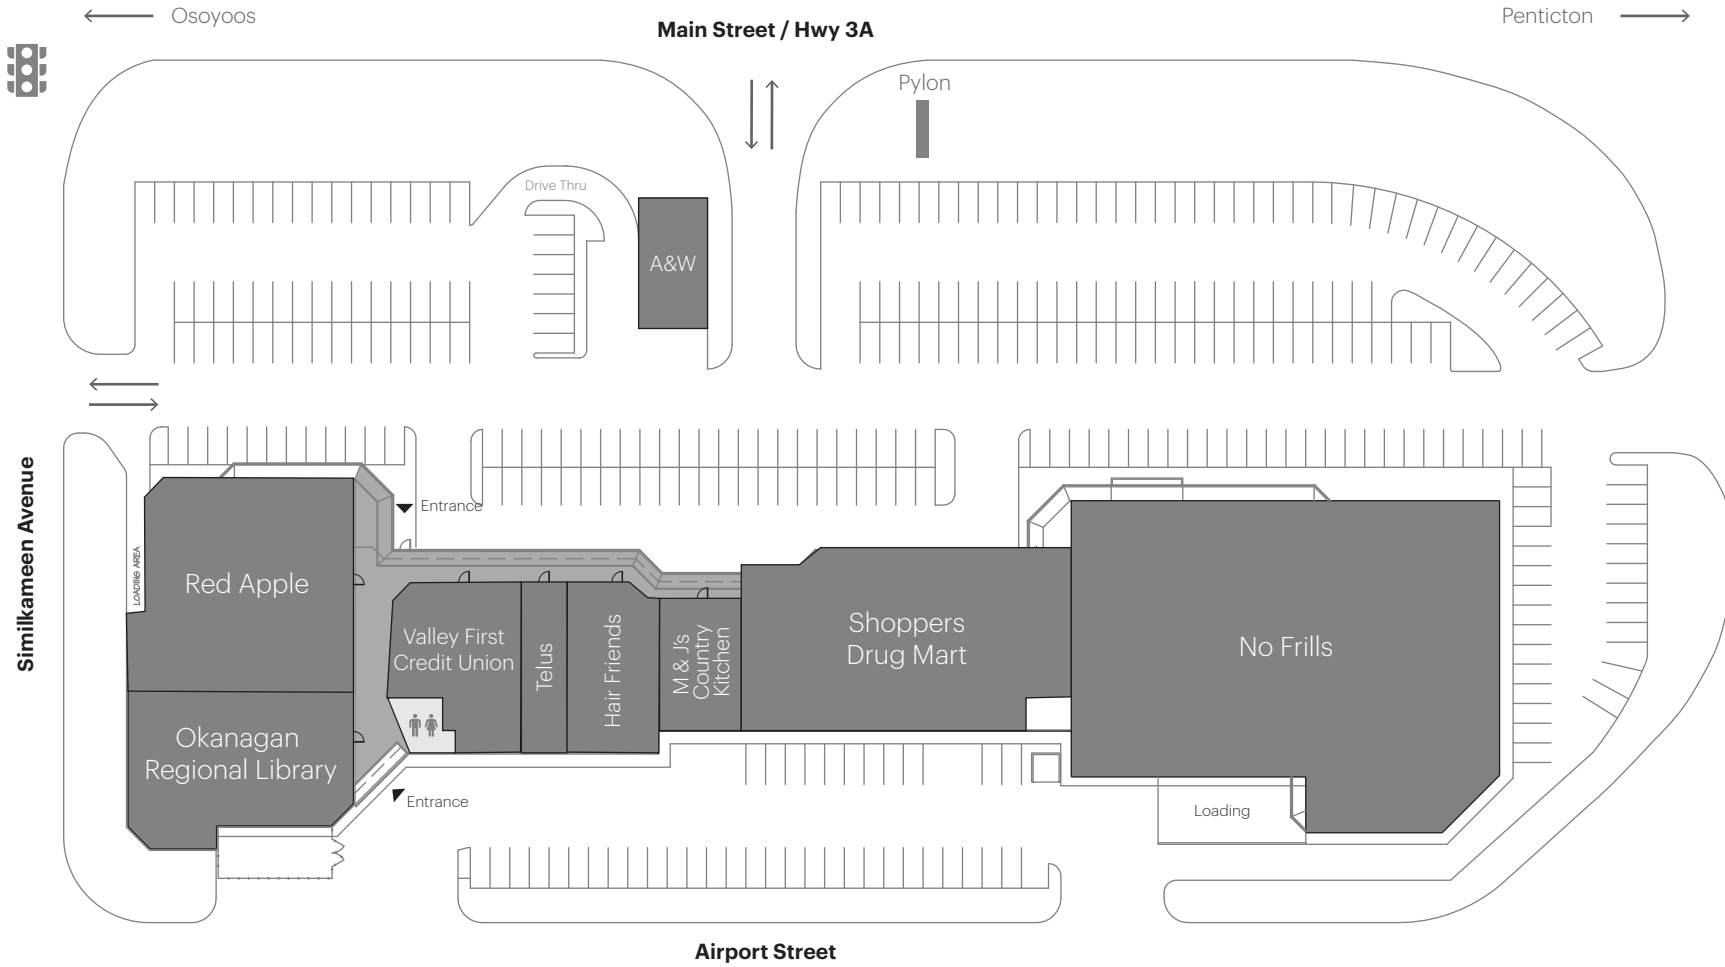 Osoyoos
Main Street / Hwy 3A
Penticton
Pylon
Drive Thru
A&W
Similkameen Avenue
Entrance
LOADING AREA
Red Apple
Valley First
Credit Union
Telus
Hair Friends
M & J's
Country
Kitchen
Shoppers
Drug Mart
No Frills
Okanagan
Regional Library
Entrance
Loading
Airport Street